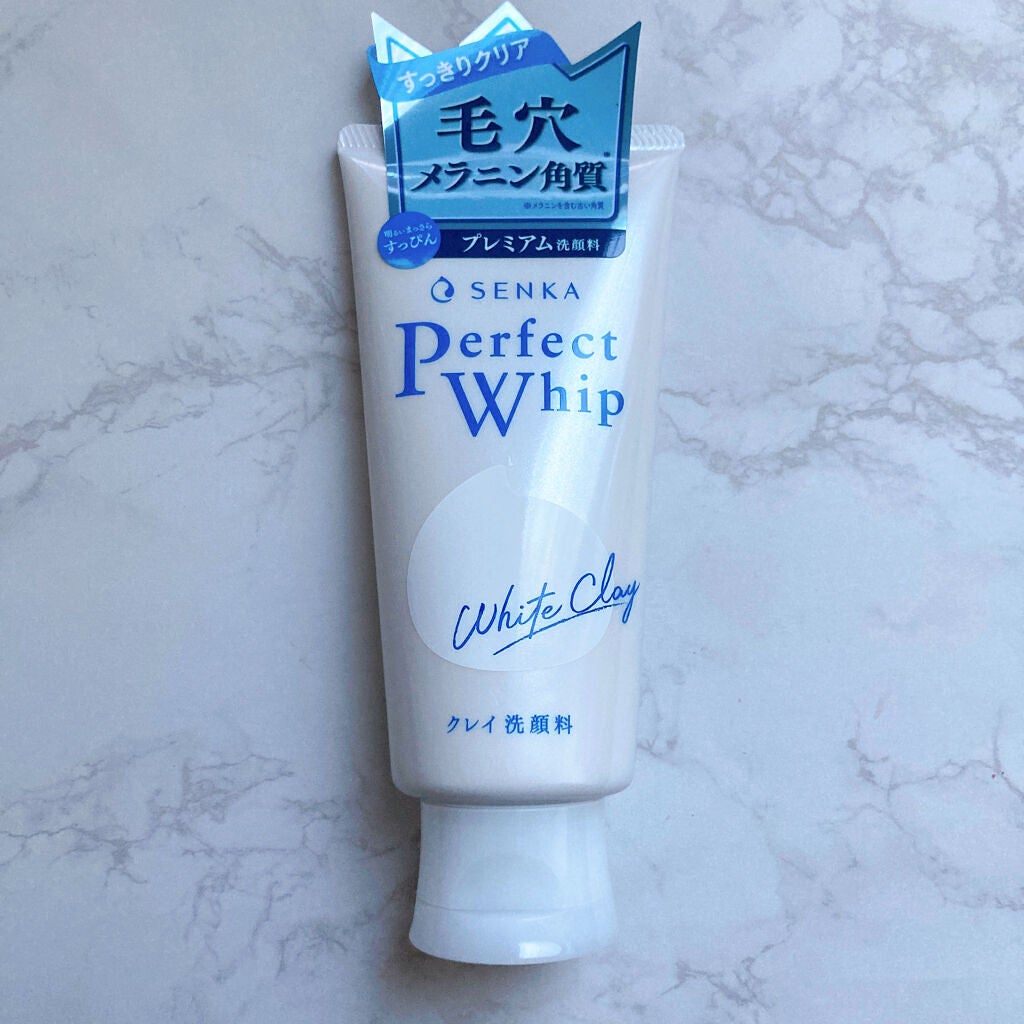 すっきりクリア
毛穴
メラニン角質※
※メラニンを含む古い角質
明るいまっさら
すっぴん
プレミアム洗顔料
SENKA
Perfect
Whip
White Clay
クレイ洗顔料